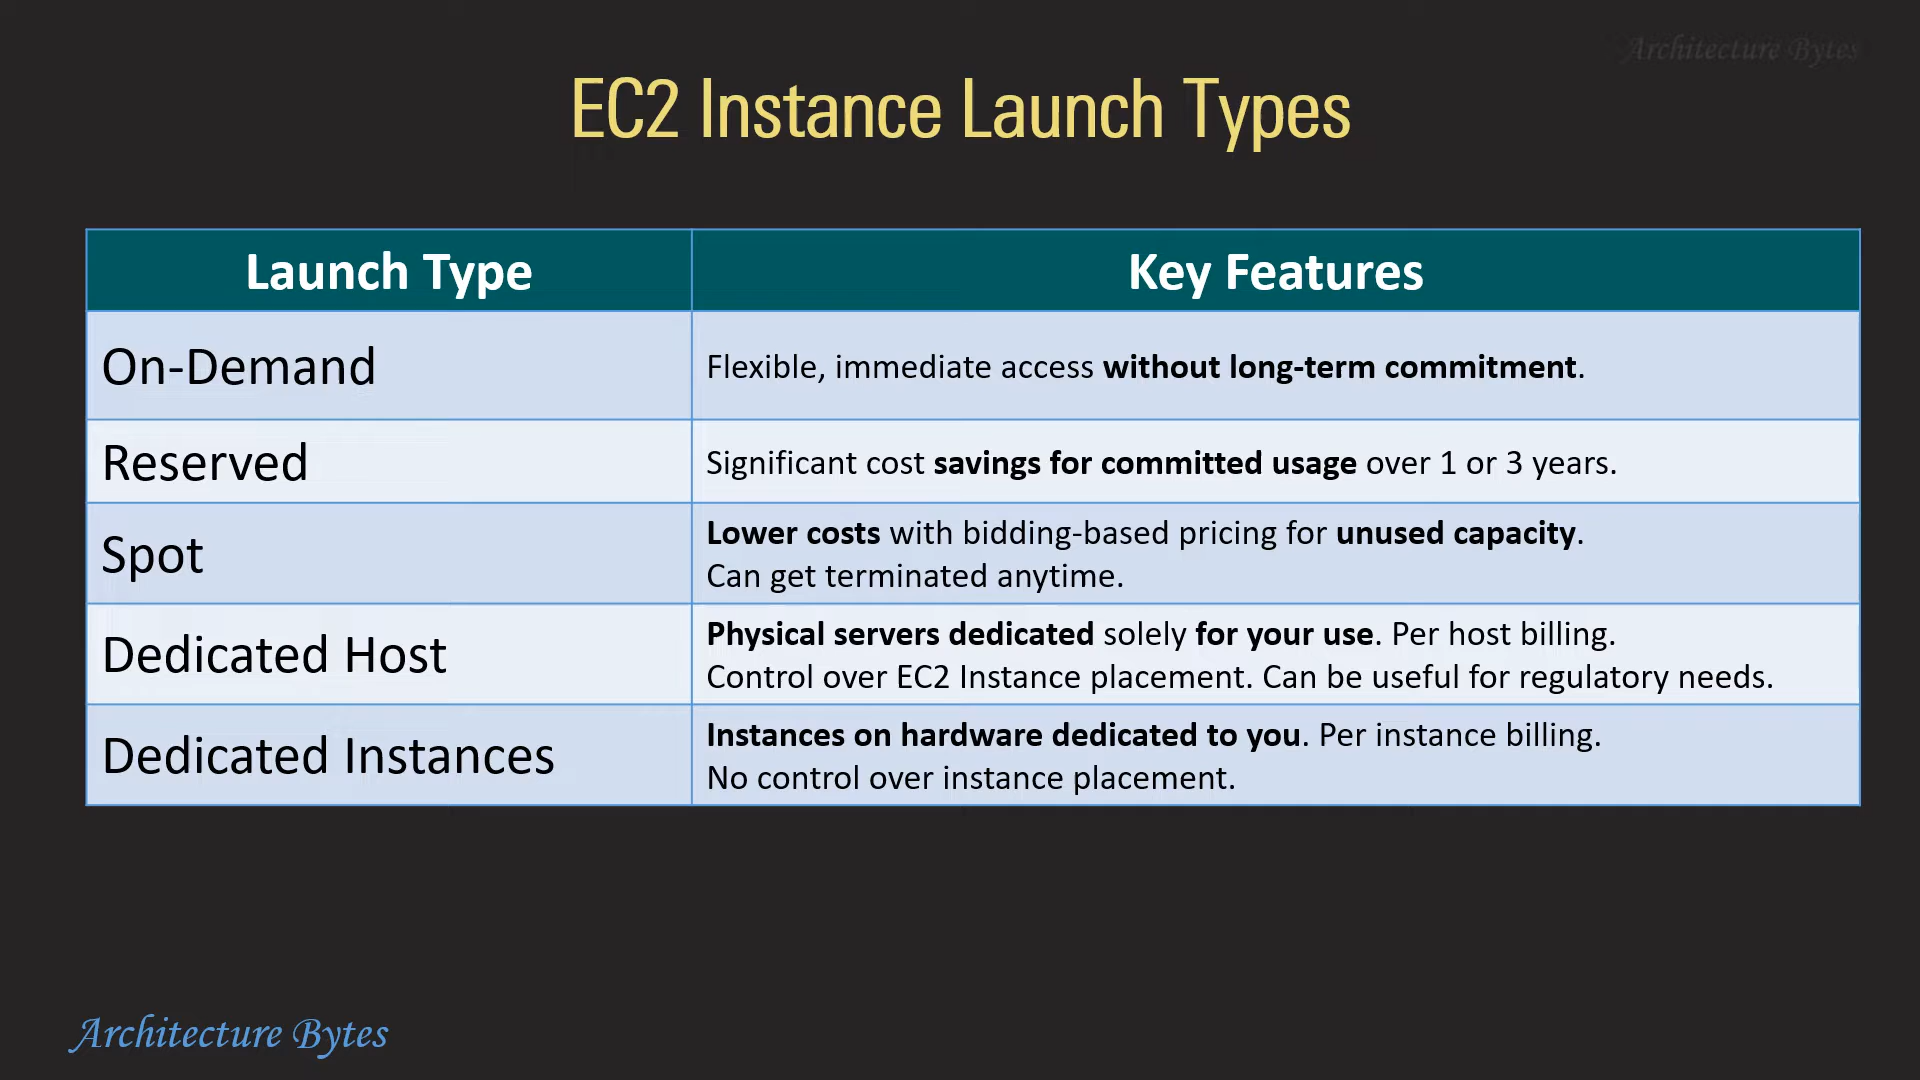 Architecture Bytes
EC2 Instance Launch Types
Launch Type
Key Features
On-Demand
Flexible, immediate access without long-term commitment.
Reserved
Significant cost savings for committed usage over 1 or 3 years.
Spot
Lower costs with bidding-based pricing for unused capacity.
Can get terminated anytime.
Dedicated Host
Physical servers dedicated solely for your use. Per host billing.
Control over EC2 Instance placement. Can be useful for regulatory needs.
Dedicated Instances
Instances on hardware dedicated to you. Per instance billing.
No control over instance placement.
Architecture Bytes